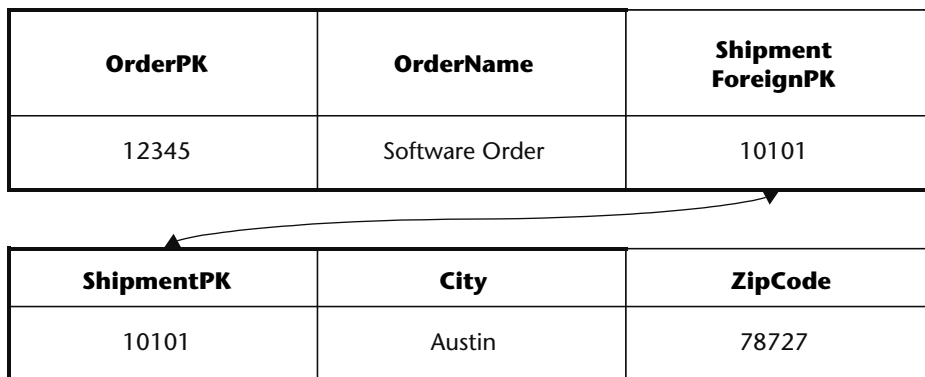 OrderPK OrderName Shipment
ForeignPK
12345 Software Order 10101
ShipmentPK City ZipCode
10101 Austin 78727